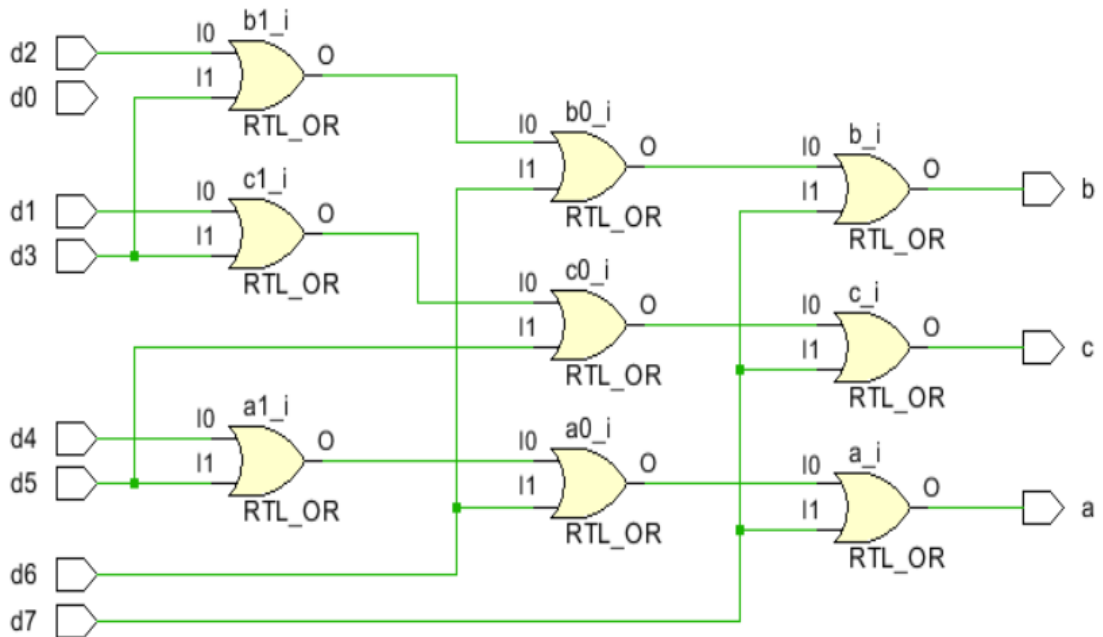 b1_i
d2 I0 O
I1
d0
RTL_OR
b0_i
I0 O
I1
RTL_OR
b_i
I0 O
I1 b
RTL_OR
c1_i
d1 I0 O
I1
d3
RTL_OR
c0_i
I0 O
I1
RTL_OR
c_i
I0 O
I1 c
RTL_OR
a1_i
d4 I0 O
I1
d5
RTL_OR
a0_i
I0 O
I1
RTL_OR
a_i
I0 O
I1 a
RTL_OR
d6
d7